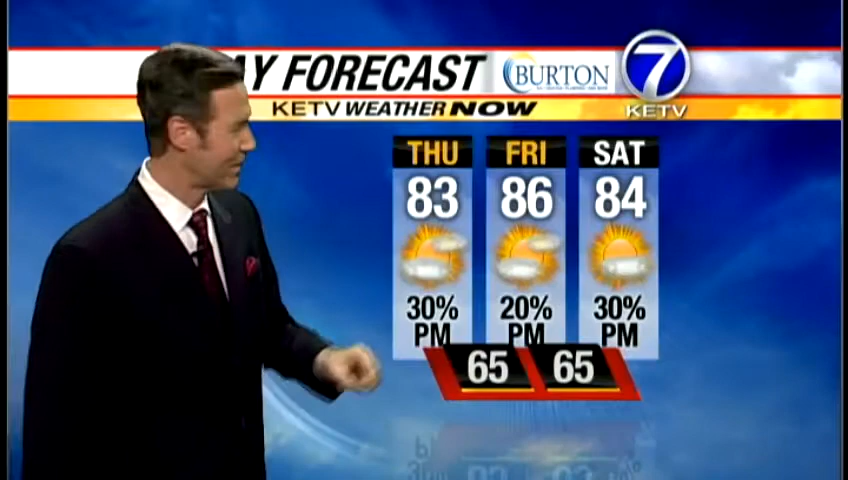 AY FORECAST
BURTON
7
KETV WEATHER NOW
KETV
THU FRI SAT
83 86 84
30% 20% 30%
PM PM PM
65 65